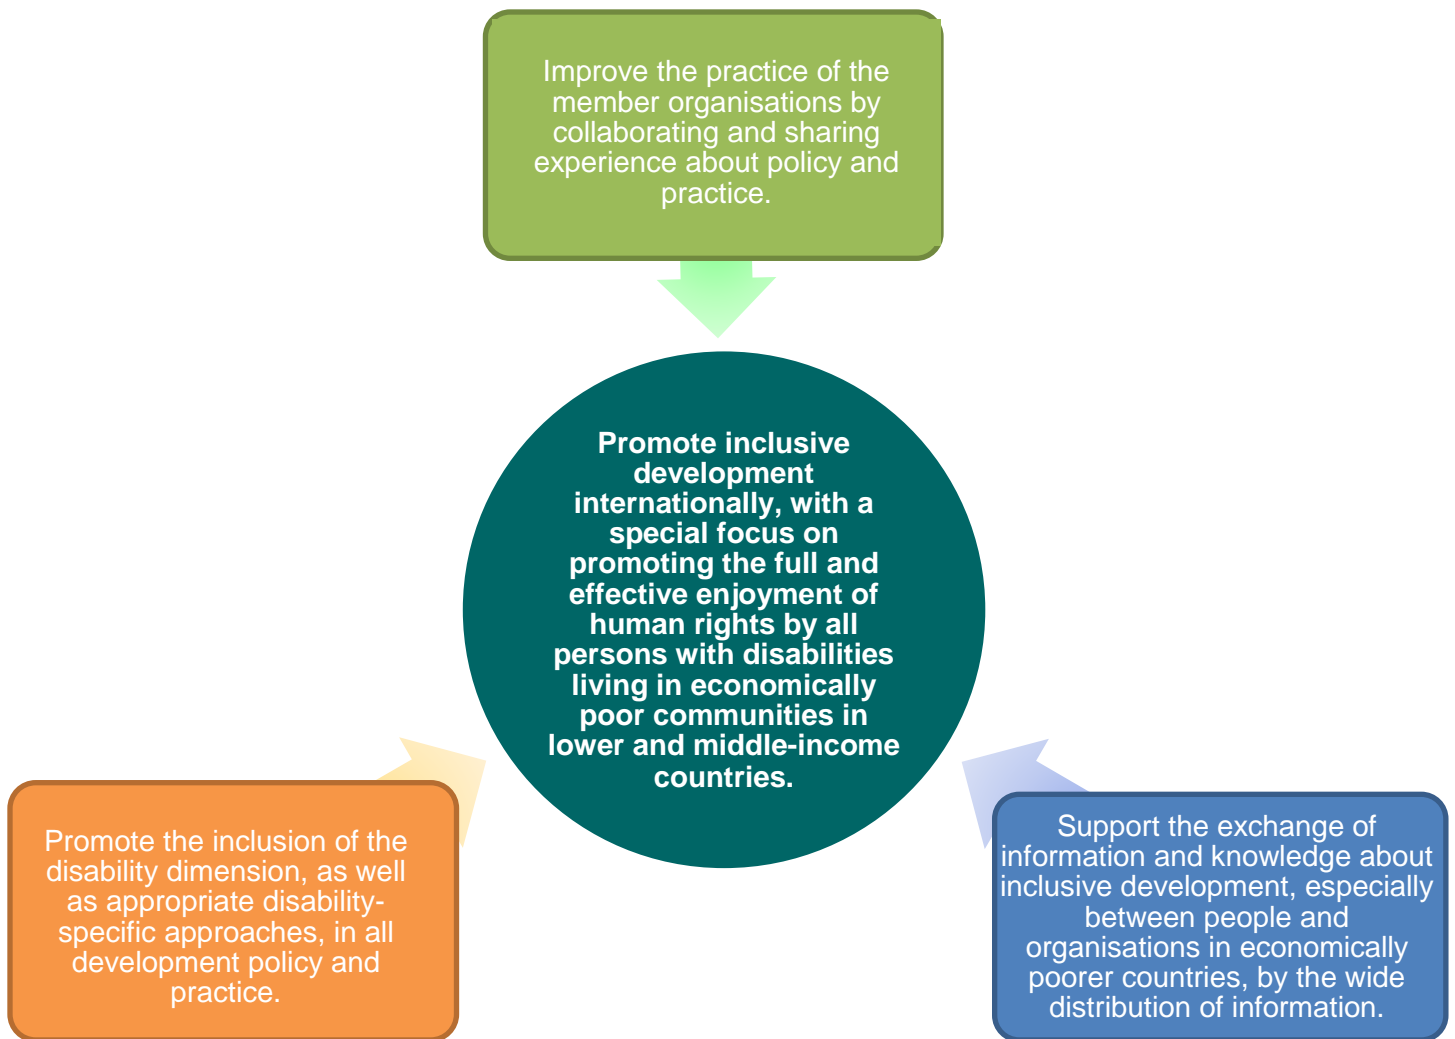 Improve the practice of the
member organisations by
collaborating and sharing
experience about policy and
practice.
Promote inclusive
development
internationally, with a
special focus on
promoting the full and
effective enjoyment of
human rights by all
persons with disabilities
living in economically
poor communities in
lower and middle-income
countries.
Promote the inclusion of the
disability dimension, as well
as appropriate disability-
specific approaches, in all
development policy and
practice.
Support the exchange of
information and knowledge about
inclusive development, especially
between people and
organisations in economically
poorer countries, by the wide
distribution of information.